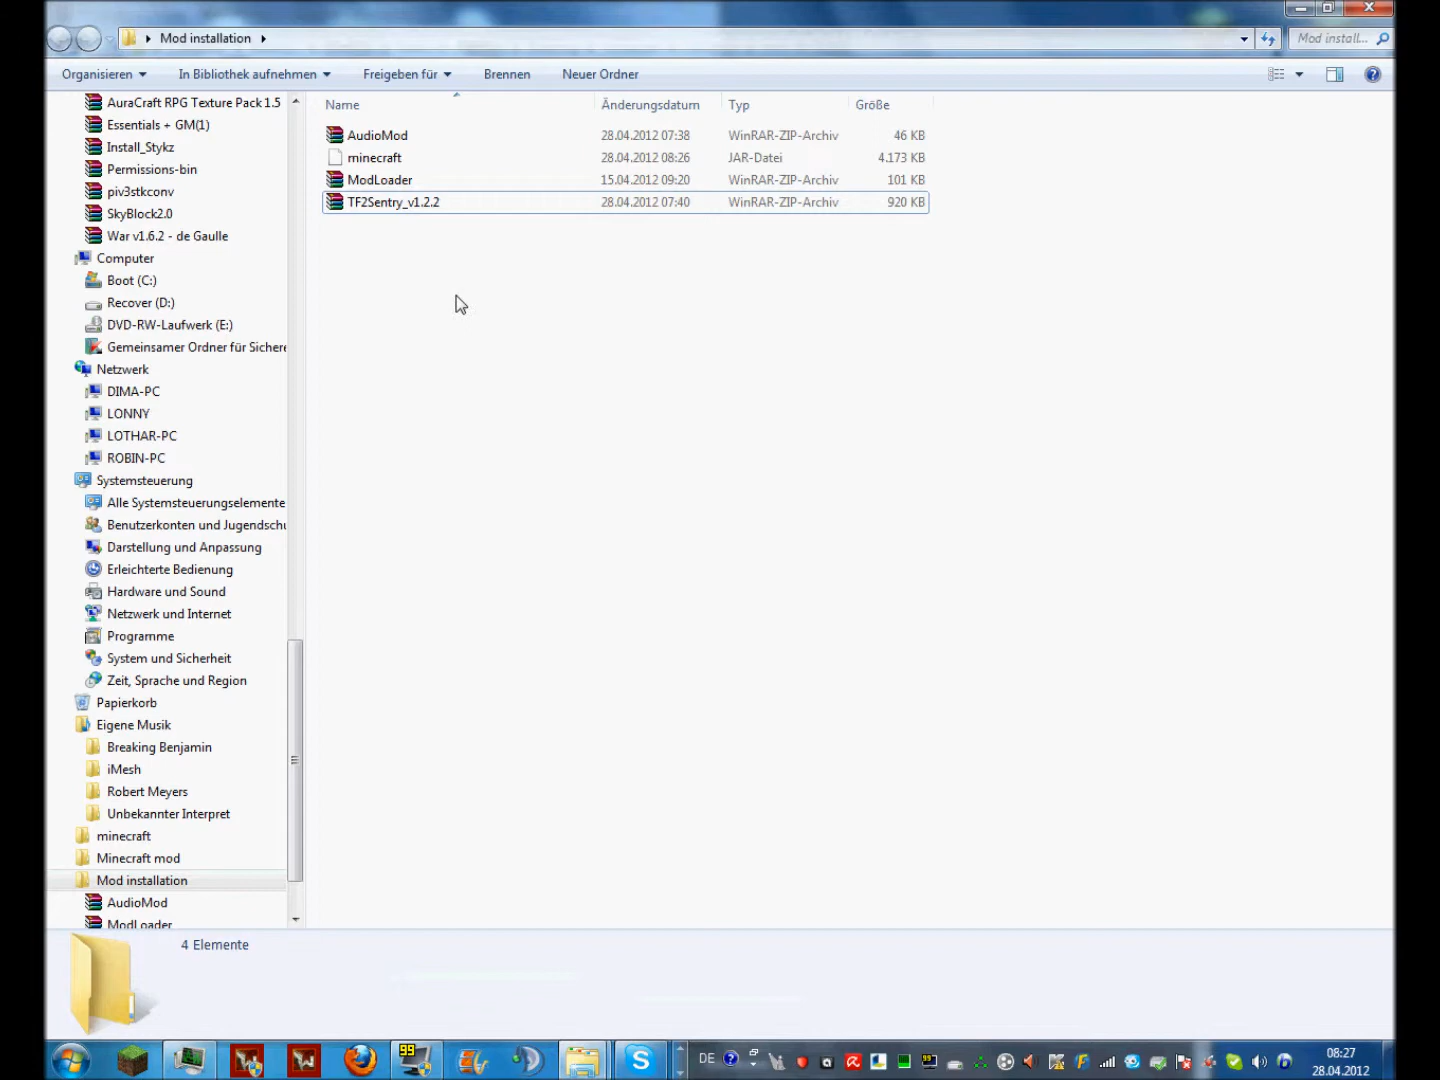 Mod installation
Mod install...
Organisieren
In Bibliothek aufnehmen
Freigeben für
Brennen
Neuer Ordner
AuraCraft RPG Texture Pack 1.5
Essentials + GM(1)
Install_Stykz
Permissions-bin
piv3stkconv
SkyBlock2.0
War v1.6.2 - de Gaulle
Computer
Boot (C:)
Recover (D:)
DVD-RW-Laufwerk (E:)
Gemeinsamer Ordner für Sichere
Netzwerk
DIMA-PC
LONNY
LOTHAR-PC
ROBIN-PC
Systemsteuerung
Alle Systemsteuerungselemente
Benutzerkonten und Jugendschu
Darstellung und Anpassung
Erleichterte Bedienung
Hardware und Sound
Netzwerk und Internet
Programme
System und Sicherheit
Zeit, Sprache und Region
Papierkorb
Eigene Musik
Breaking Benjamin
iMesh
Robert Meyers
Unbekannter Interpret
minecraft
Minecraft mod
Mod installation
AudioMod
ModLoader
Name Änderungsdatum Typ Größe
AudioMod 28.04.2012 07:38 WinRAR-ZIP-Archiv 46 KB
minecraft 28.04.2012 08:26 JAR-Datei 4.173 KB
ModLoader 15.04.2012 09:20 WinRAR-ZIP-Archiv 101 KB
TF2Sentry_v1.2.2 28.04.2012 07:40 WinRAR-ZIP-Archiv 920 KB
4 Elemente
99
DE
08:27
28.04.2012